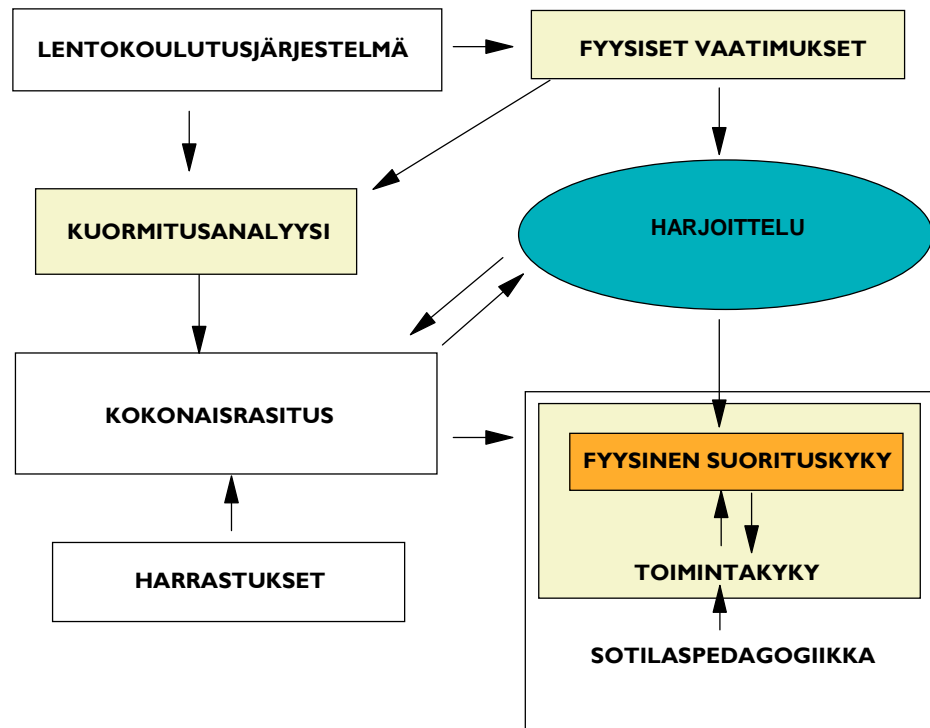 LENTOKOULUTUSJÄRJESTELMÄ
FYYSISET VAATIMUKSET
KUORMITUSANALYYSI
HARJOITTELU
KOKONAISRASITUS
FYYSINEN SUORITUSKYKY
HARRASTUKSET
TOIMINTAKYKY
SOTILASPEDAGOGIIKKA